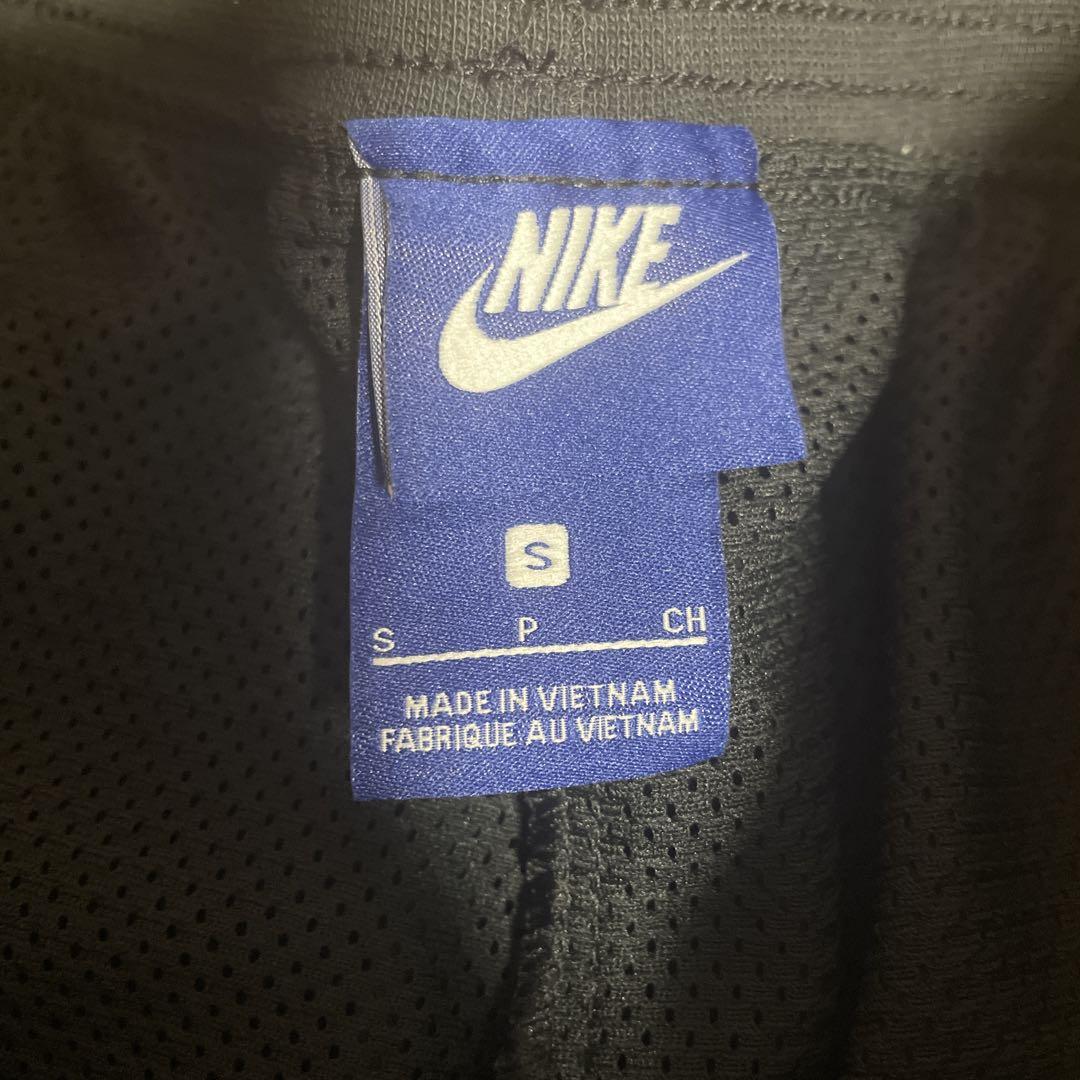 NIKE
S
S P CH
MADE IN VIETNAM
FABRIQUE AU VIETNAM